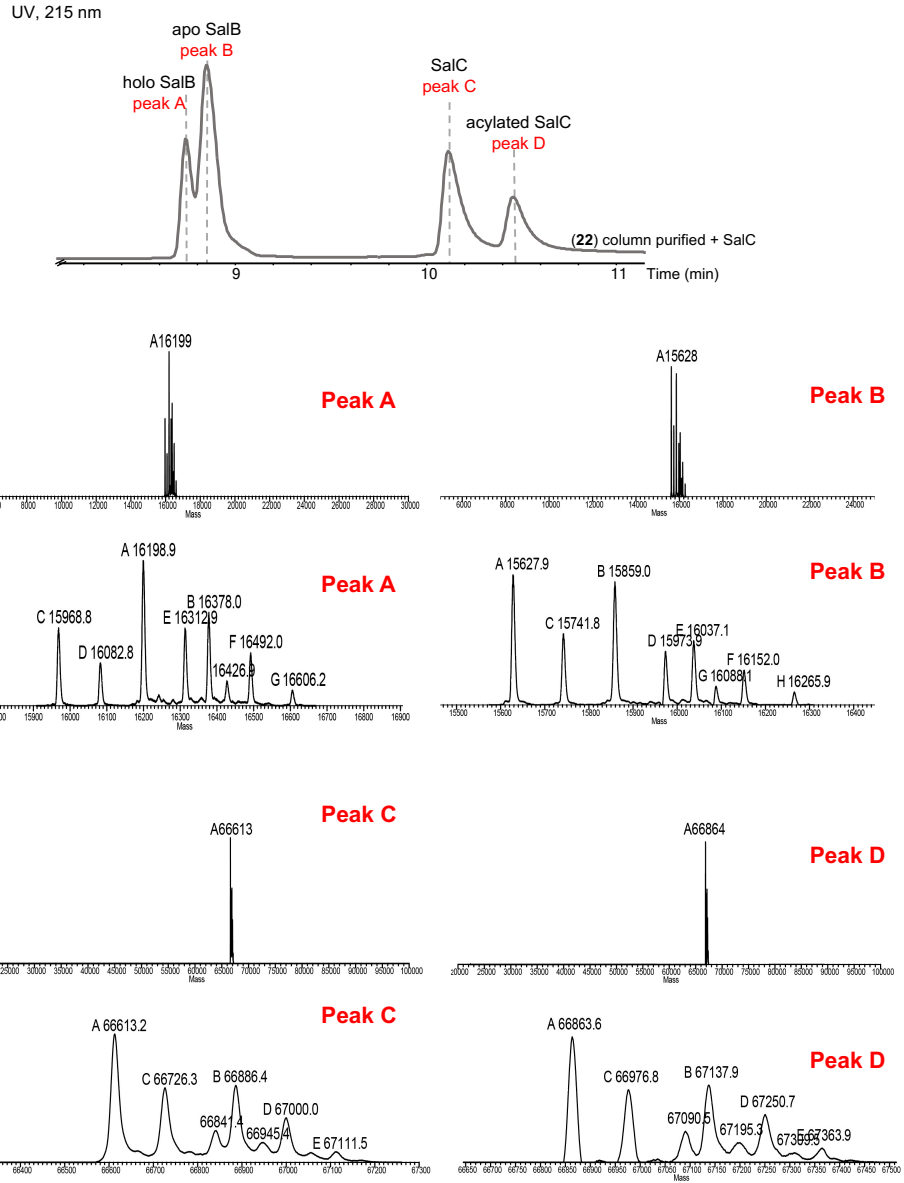 UV, 215 nm
apo SalB
peak B
holo SalB
peak A
SalC
peak C
acylated SalC
peak D
(22) column purified + SalC
9 10 11 Time (min)
A16199
Peak A
6000 8000 10000 12000 14000 16000 18000 20000 22000 24000 26000 28000 30000
Mass
A15628
Peak B
6000 8000 10000 12000 14000 16000 18000 20000 22000 24000
Mass
A 16198.9
Peak A
C 15968.8
D 16082.8
E 16312.9
B 16378.0
16426.9
F 16492.0
G 16606.2
15900 16000 16100 16200 16300 16400 16500 16600 16700 16800 16900
Mass
A 15627.9
Peak B
B 15859.0
C 15741.8
D 15973.9
E 16037.1
G 16088.1
F 16152.0
H 16265.9
15500 15600 15700 15800 15900 16000 16100 16200 16300 16400
Mass
A66613
Peak C
25000 30000 35000 40000 45000 50000 55000 60000 65000 70000 75000 80000 85000 90000 95000 100000
Mass
A66864
Peak D
20000 25000 30000 35000 40000 45000 50000 55000 60000 65000 70000 75000 80000 85000 90000 95000 100000
Mass
A 66613.2
Peak C
C 66726.3
B 66886.4
66841.4
66945.4
D 67000.0
E 67111.5
66400 66500 66600 66700 66800 66900 67000 67100 67200 67300
Mass
A 66863.6
Peak D
C 66976.8
B 67137.9
67090.5
67195.3
D 67250.7
E 67363.9
66650 66700 66750 66800 66850 66900 66950 67000 67050 67100 67150 67200 67250 67300 67350 67400 67450 67500
Mass